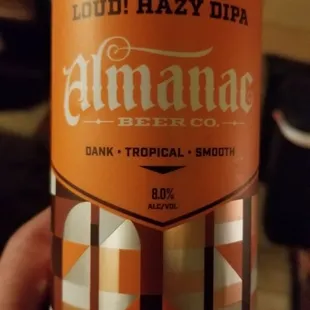 LOUD! HAZY DIPA
Almanac
BEER CO.
DANK • TROPICAL • SMOOTH
8.0%
ALC/VOL